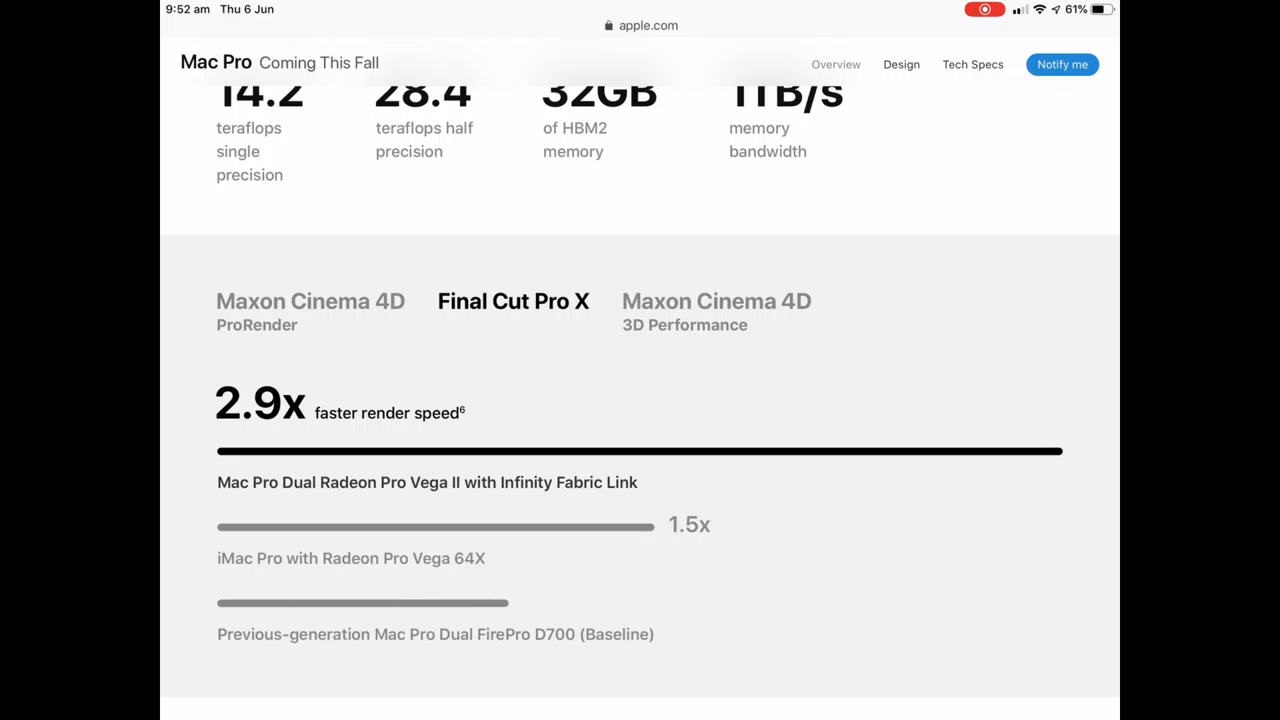 9:52 am Thu 6 Jun
61%
apple.com
Mac Pro Coming This Fall
Overview Design Tech Specs Notify me
14.2 28.4 32GB 1TB/s
teraflops single precision
teraflops half precision
of HBM2 memory
memory bandwidth
Maxon Cinema 4D
ProRender
Final Cut Pro X
Maxon Cinema 4D
3D Performance
2.9x faster render speed⁶
Mac Pro Dual Radeon Pro Vega II with Infinity Fabric Link
1.5x
iMac Pro with Radeon Pro Vega 64X
Previous-generation Mac Pro Dual FirePro D700 (Baseline)